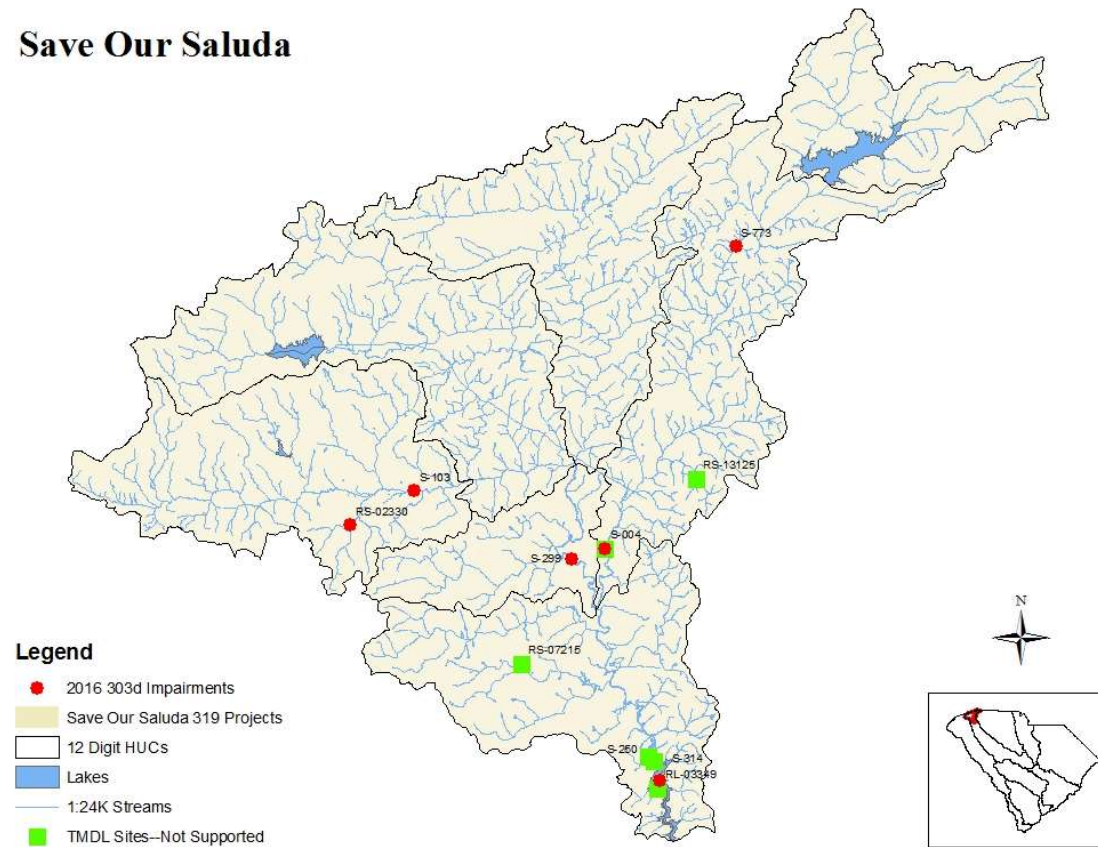 Save Our Saluda
S-773
RS-13125
S-103
RS-02330
S-004
S-299
RS-07215
S-250
S-314
RL-03349
N
Legend
2016 303d Impairments
Save Our Saluda 319 Projects
12 Digit HUCs
Lakes
1:24K Streams
TMDL Sites--Not Supported